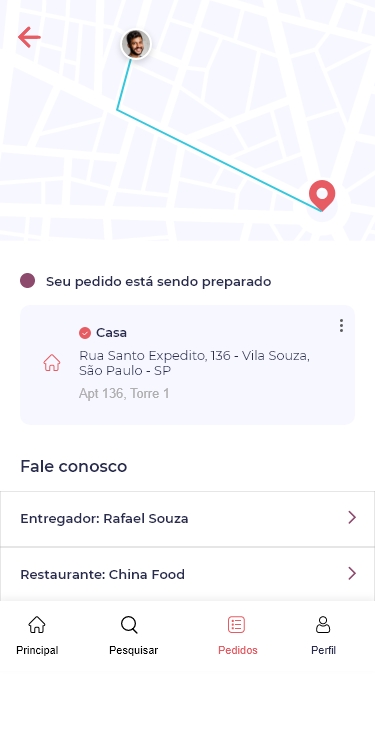 Seu pedido está sendo preparado
Casa
Rua Santo Expedito, 136 - Vila Souza,
São Paulo - SP
Apt 136, Torre 1
Fale conosco
Entregador: Rafael Souza
Restaurante: China Food
Principal
Pesquisar
Pedidos
Perfil